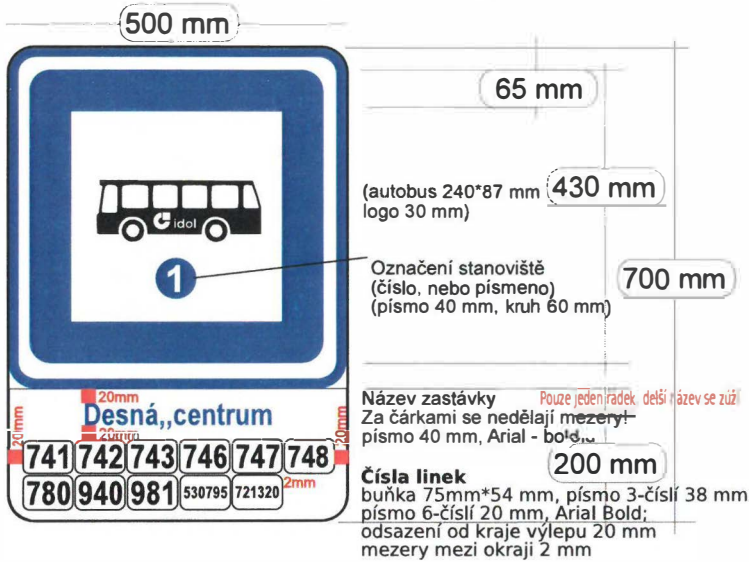 500 mm
65 mm
(autobus 240*87 mm
logo 30 mm)
430 mm
idol
1
Označení stanoviště
(číslo, nebo písmeno)
(písmo 40 mm, kruh 60 mm)
700 mm
20mm
Název zastávky
Pouze jeden řádek, delší název se zúží
Desná,,centrum
Za čárkami se nedělají mezery!
20mm
20mm
20mm
písmo 40 mm, Arial - bold
741 742 743 746 747 748
200 mm
Čísla linek
780 940 981 530795 721320
2mm
buňka 75mm*54 mm, písmo 3-číslí 38 mm
písmo 6-číslí 20 mm, Arial Bold;
odsazení od kraje výlepu 20 mm
mezery mezi okraji 2 mm